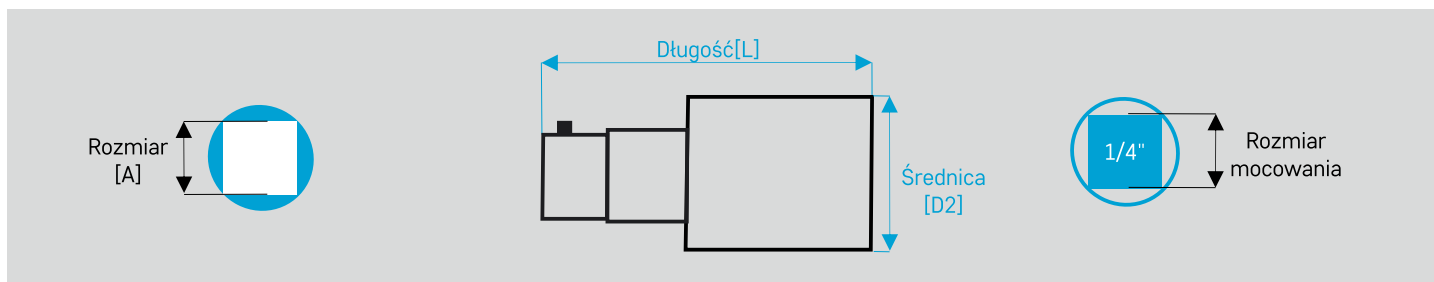 Długość[L]
Rozmiar
[A]
Średnica
[D2]
1/4"
Rozmiar
mocowania